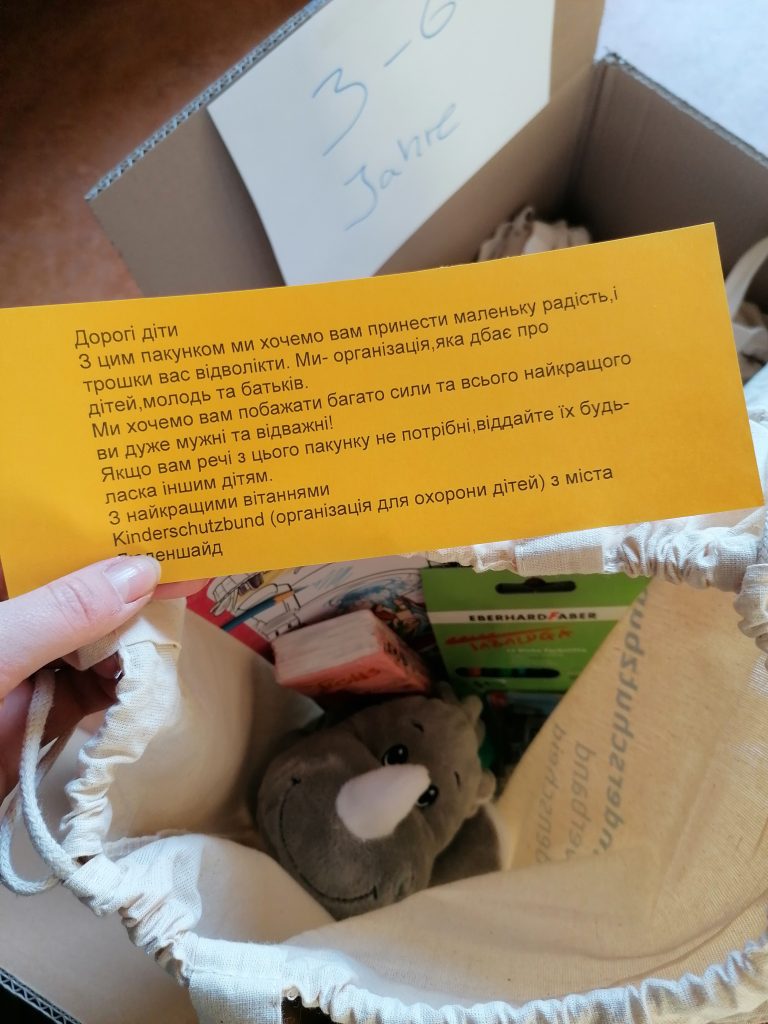 3-6
Jahre
Дорогі діти
З цим пакунком ми хочемо вам принести маленьку радість,і
трошки вас відволікти. Ми- організація,яка дбає про
дітей,молодь та батьків.
Ми хочемо вам побажати багато сили та всього найкращого
ви дуже мужні та відважні!
Якщо вам речі з цього пакунку не потрібні,віддайте їх будь-
ласка іншим дітям.
З найкращими вітаннями
Kinderschutzbund (організація для охорони дітей) з міста
Люденшайд
EBERHARD FABER
TABALUGA